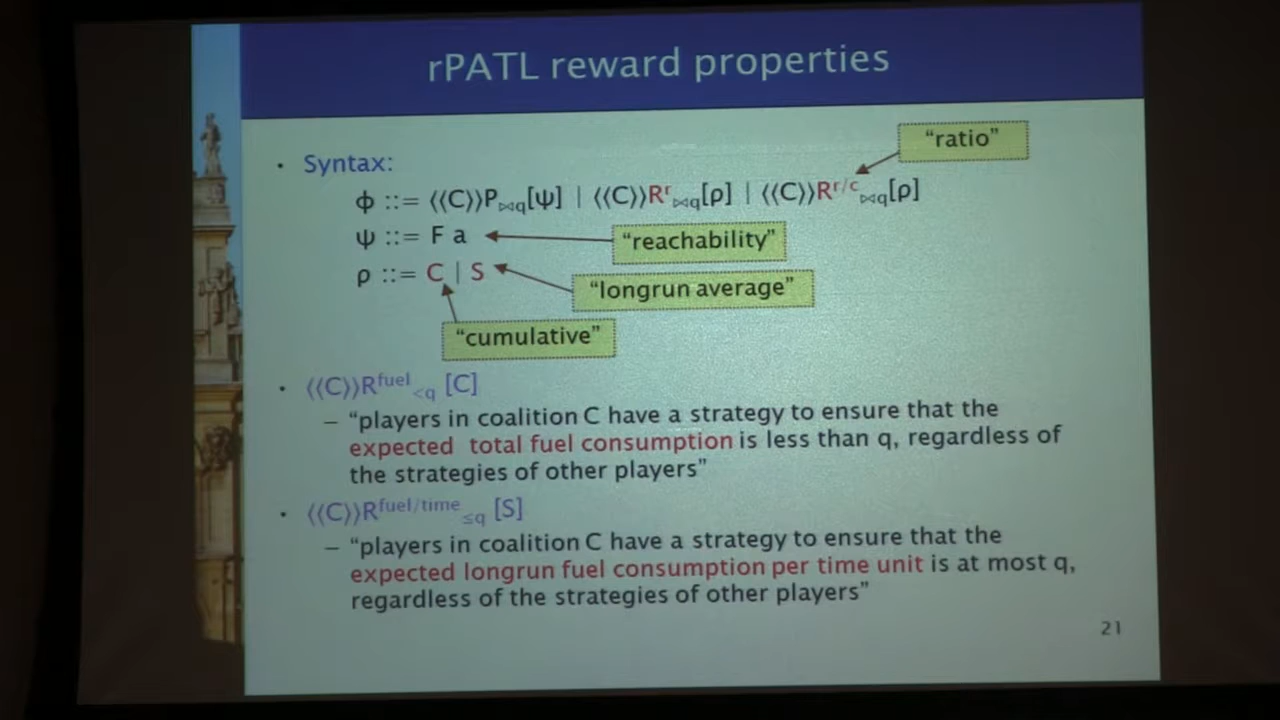 rPATL reward properties
"ratio"
• Syntax:
ϕ ::= ⟨⟨C⟩⟩P⋈q[ψ] | ⟨⟨C⟩⟩Rʳ⋈q[ρ] | ⟨⟨C⟩⟩Rʳ/ᶜ⋈q[ρ]
ψ ::= F a
"reachability"
ρ ::= C | S
"longrun average"
"cumulative"
• ⟨⟨C⟩⟩Rfuel<q [C]
– "players in coalition C have a strategy to ensure that the
expected total fuel consumption is less than q, regardless of
the strategies of other players"
• ⟨⟨C⟩⟩Rfuel/time≤q [S]
– "players in coalition C have a strategy to ensure that the
expected longrun fuel consumption per time unit is at most q,
regardless of the strategies of other players"
21